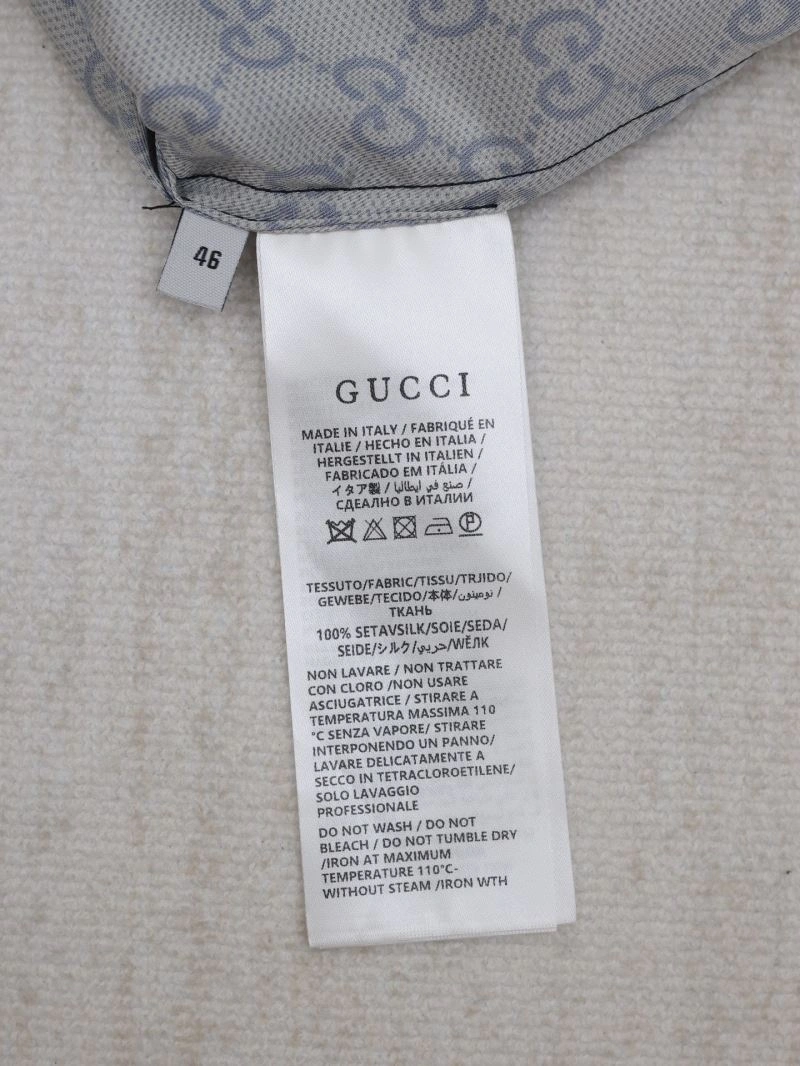 46
GUCCI
MADE IN ITALY / FABRIQUÉ EN
ITALIE / HECHO EN ITALIA /
HERGESTELLT IN ITALIEN /
FABRICADO EM ITÁLIA /
イタア製 / صنع في ايطاليا /
СДЕАЛНО В ИТАЛИИ
P
TESSUTO/FABRIC/TISSU/TRJIDO/
GEWEBE/TECIDO/本体/نومينون/
ТКАНЬ
100% SETAVSILK/SOIE/SEDA/
SEIDE/シルク/حريبي/WĔЛК
NON LAVARE / NON TRATTARE
CON CLORO /NON USARE
ASCIUGATRICE / STIRARE A
TEMPERATURA MASSIMA 110
°C SENZA VAPORE/ STIRARE
INTERPONENDO UN PANNO/
LAVARE DELICATAMENTE A
SECCO IN TETRACLOROETILENE/
SOLO LAVAGGIO
PROFESSIONALE
DO NOT WASH / DO NOT
BLEACH / DO NOT TUMBLE DRY
/IRON AT MAXIMUM
TEMPERATURE 110°C-
WITHOUT STEAM /IRON WTH